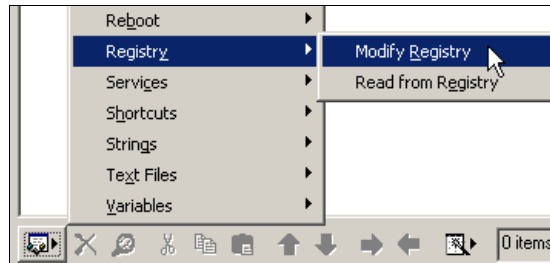 Reboot
Registry
Modify Registry
Services
Read from Registry
Shortcuts
Strings
Text Files
Variables
0 items